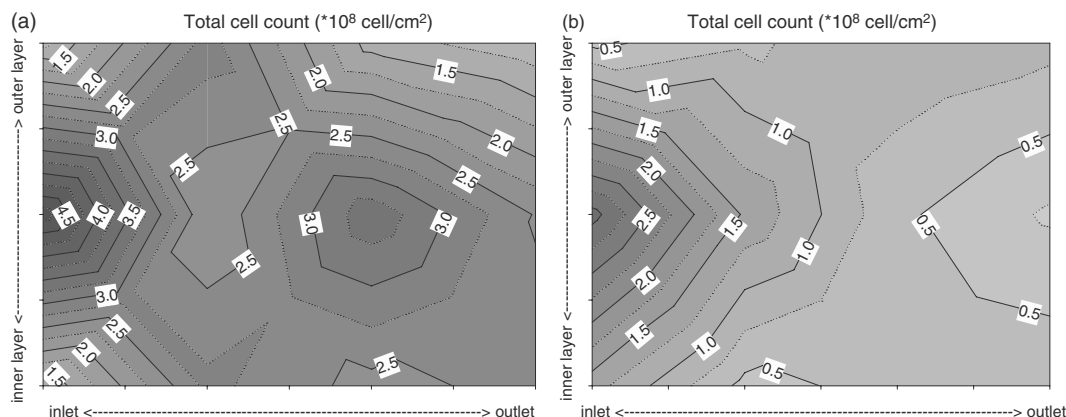 (a) Total cell count (*10⁸ cell/cm²)
1.5 2.0 1.5
2.0 2.5
2.5 2.5 2.0
3.0 2.5
2.5 2.5
4.5 4.0 3.5 3.0 3.0
2.5
3.0
2.5
2.0 2.5
1.5
inner layer <----------------------> outer layer
inlet <--------------------------------------------------------> outlet
(b) Total cell count (*10⁸ cell/cm²)
0.5
1.0
1.5 1.0
2.0 0.5
2.5 1.5 0.5
1.0
2.0
1.5 0.5
1.0
0.5
inner layer <----------------------> outer layer
inlet <--------------------------------------------------------> outlet